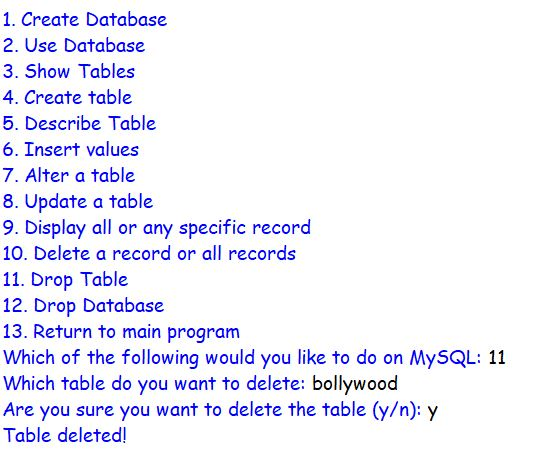 1. Create Database
2. Use Database
3. Show Tables
4. Create table
5. Describe Table
6. Insert values
7. Alter a table
8. Update a table
9. Display all or any specific record
10. Delete a record or all records
11. Drop Table
12. Drop Database
13. Return to main program
Which of the following would you like to do on MySQL: 11
Which table do you want to delete: bollywood
Are you sure you want to delete the table (y/n): y
Table deleted!